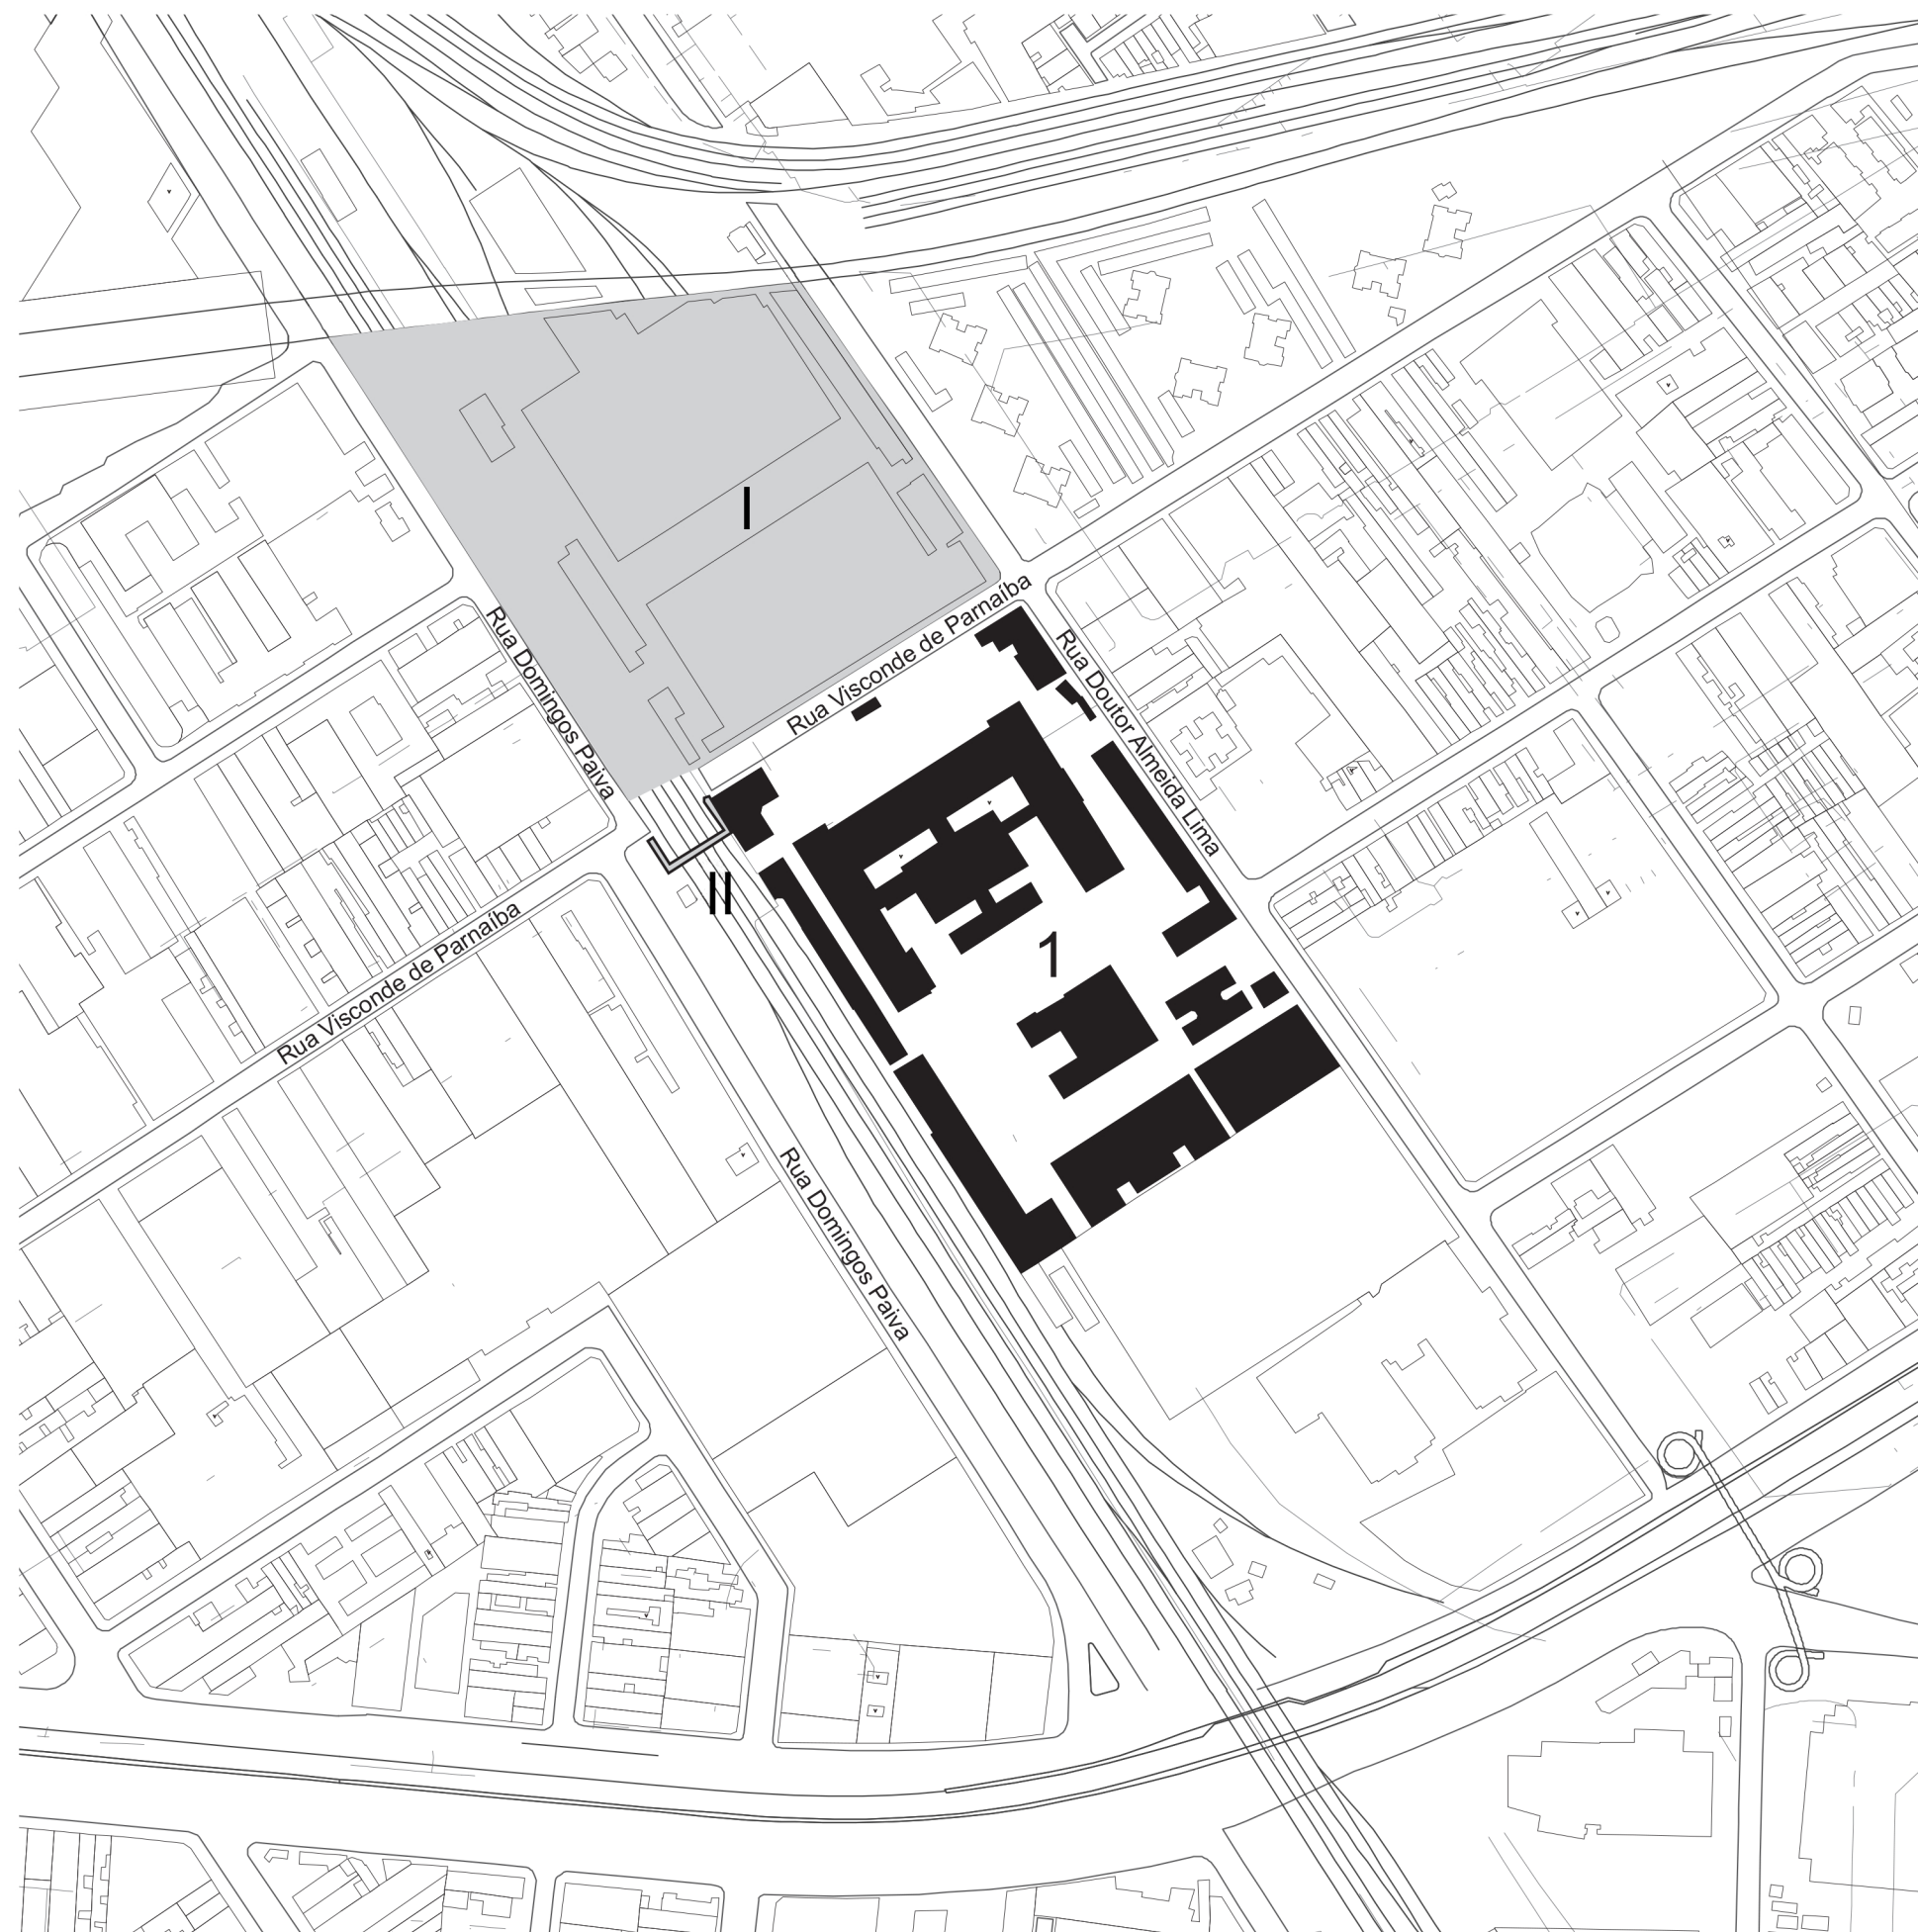 I
Rua Visconde de Parnaíba
Rua Domingos Paiva
Rua Doutor Almeida Lima
II
Rua Visconde de Parnaíba
1
Rua Domingos Paiva